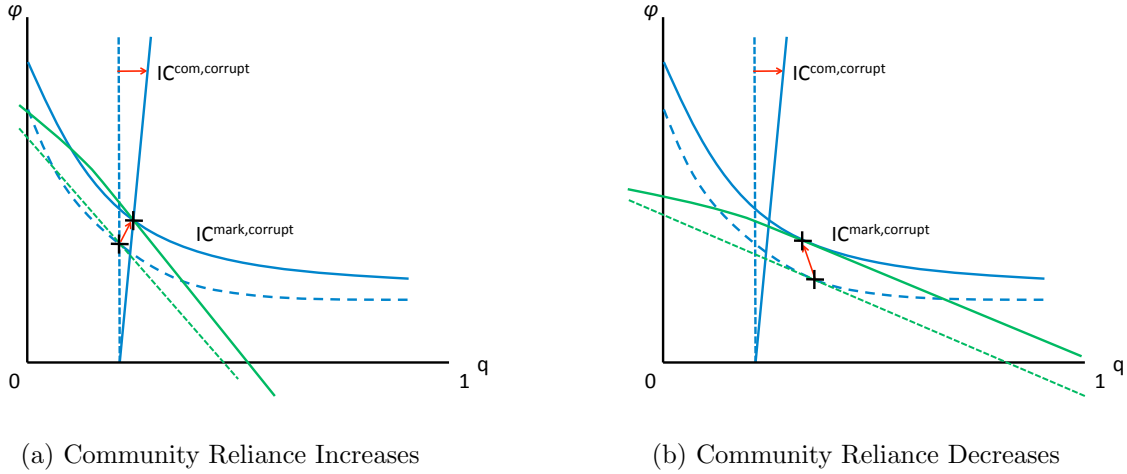 φ
IC^com,corrupt
IC^mark,corrupt
0
1
q
(a) Community Reliance Increases
φ
IC^com,corrupt
IC^mark,corrupt
0
1
q
(b) Community Reliance Decreases